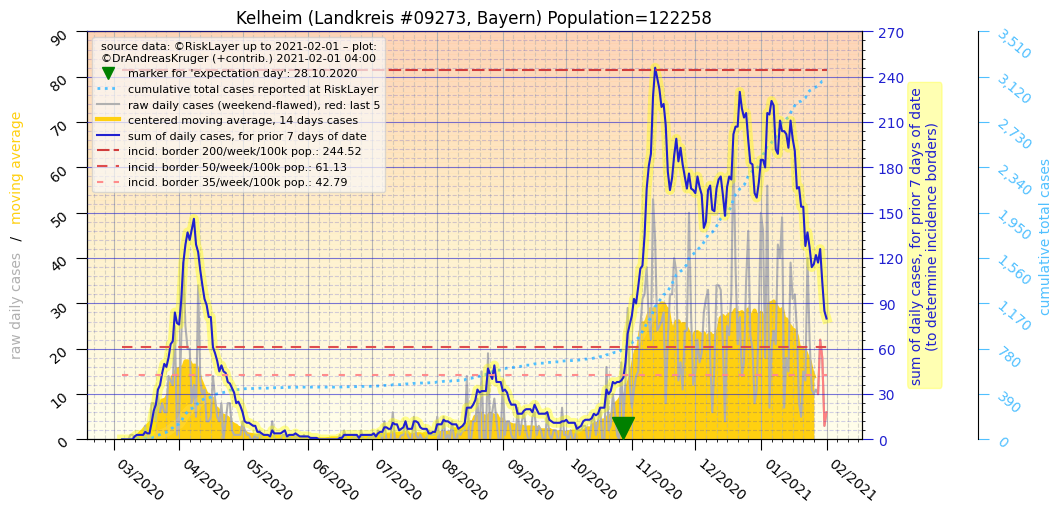 Kelheim (Landkreis #09273, Bayern) Population=122258
source data: ©RiskLayer up to 2021-02-01 – plot:
©DrAndreasKruger (+contrib.) 2021-02-01 04:00
marker for 'expectation day': 28.10.2020
cumulative total cases reported at RiskLayer
raw daily cases (weekend-flawed), red: last 5
centered moving average, 14 days cases
sum of daily cases, for prior 7 days of date
incid. border 200/week/100k pop.: 244.52
incid. border 50/week/100k pop.: 61.13
incid. border 35/week/100k pop.: 42.79
raw daily cases / moving average
90
80
70
60
50
40
30
20
10
0
270
240
210
180
150
120
90
60
30
0
sum of daily cases, for prior 7 days of date
(to determine incidence borders)
3,510
3,120
2,730
2,340
1,950
1,560
1,170
780
390
0
cumulative total cases
03/2020
04/2020
05/2020
06/2020
07/2020
08/2020
09/2020
10/2020
11/2020
12/2020
01/2021
02/2021